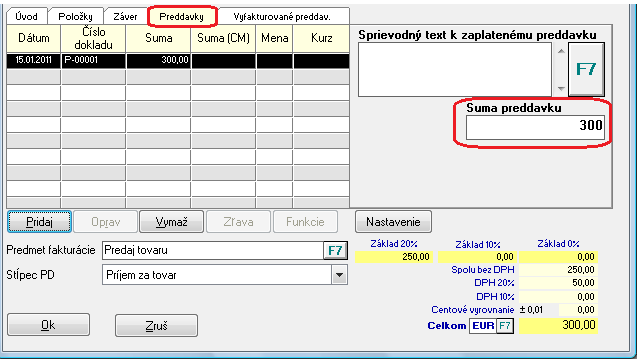 Úvod Položky Záver Preddavky Vyfakturované preddav.
Dátum Číslo dokladu Suma Suma (CM) Mena Kurz
15.01.2011 P-00001 300,00
Sprievodný text k zaplatenému preddavku
F7
Suma preddavku
300
Pridaj Oprav Vymaž Zľava Funkcie Nastavenie
Predmet fakturácie Predaj tovaru F7
Stĺpec PD Príjem za tovar
Základ 20% Základ 10% Základ 0%
250,00 0,00 0,00
Spolu bez DPH 250,00
DPH 20% 50,00
DPH 10% 0,00
Centové vyrovnanie ± 0,01 0,00
Celkom EUR F7 300,00
Ok Zruš